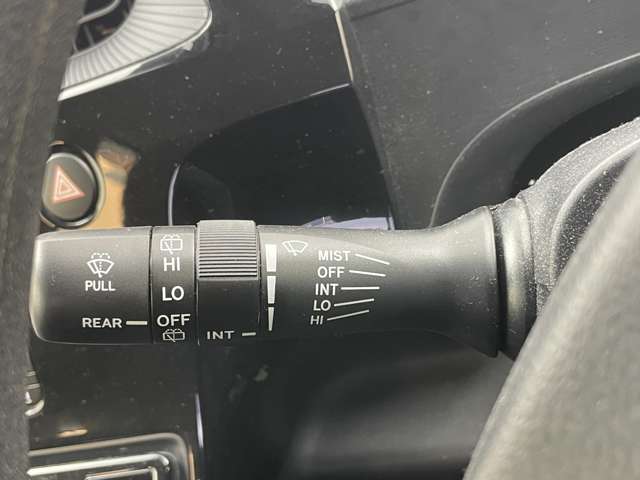 PULL
REAR
HI
LO
OFF
INT
MIST
OFF
INT
LO
HI